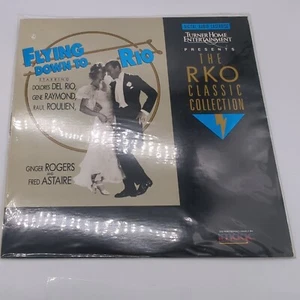 FLYING
DOWN TO
RIO
STARRING
DOLORES DEL RIO,
GENE RAYMOND,
RAUL ROULIEN,
GINGER ROGERS
AND
FRED ASTAIRE
TURNER HOME
ENTERTAINMENT
PRESENTS
THE
RKO
CLASSIC
COLLECTION